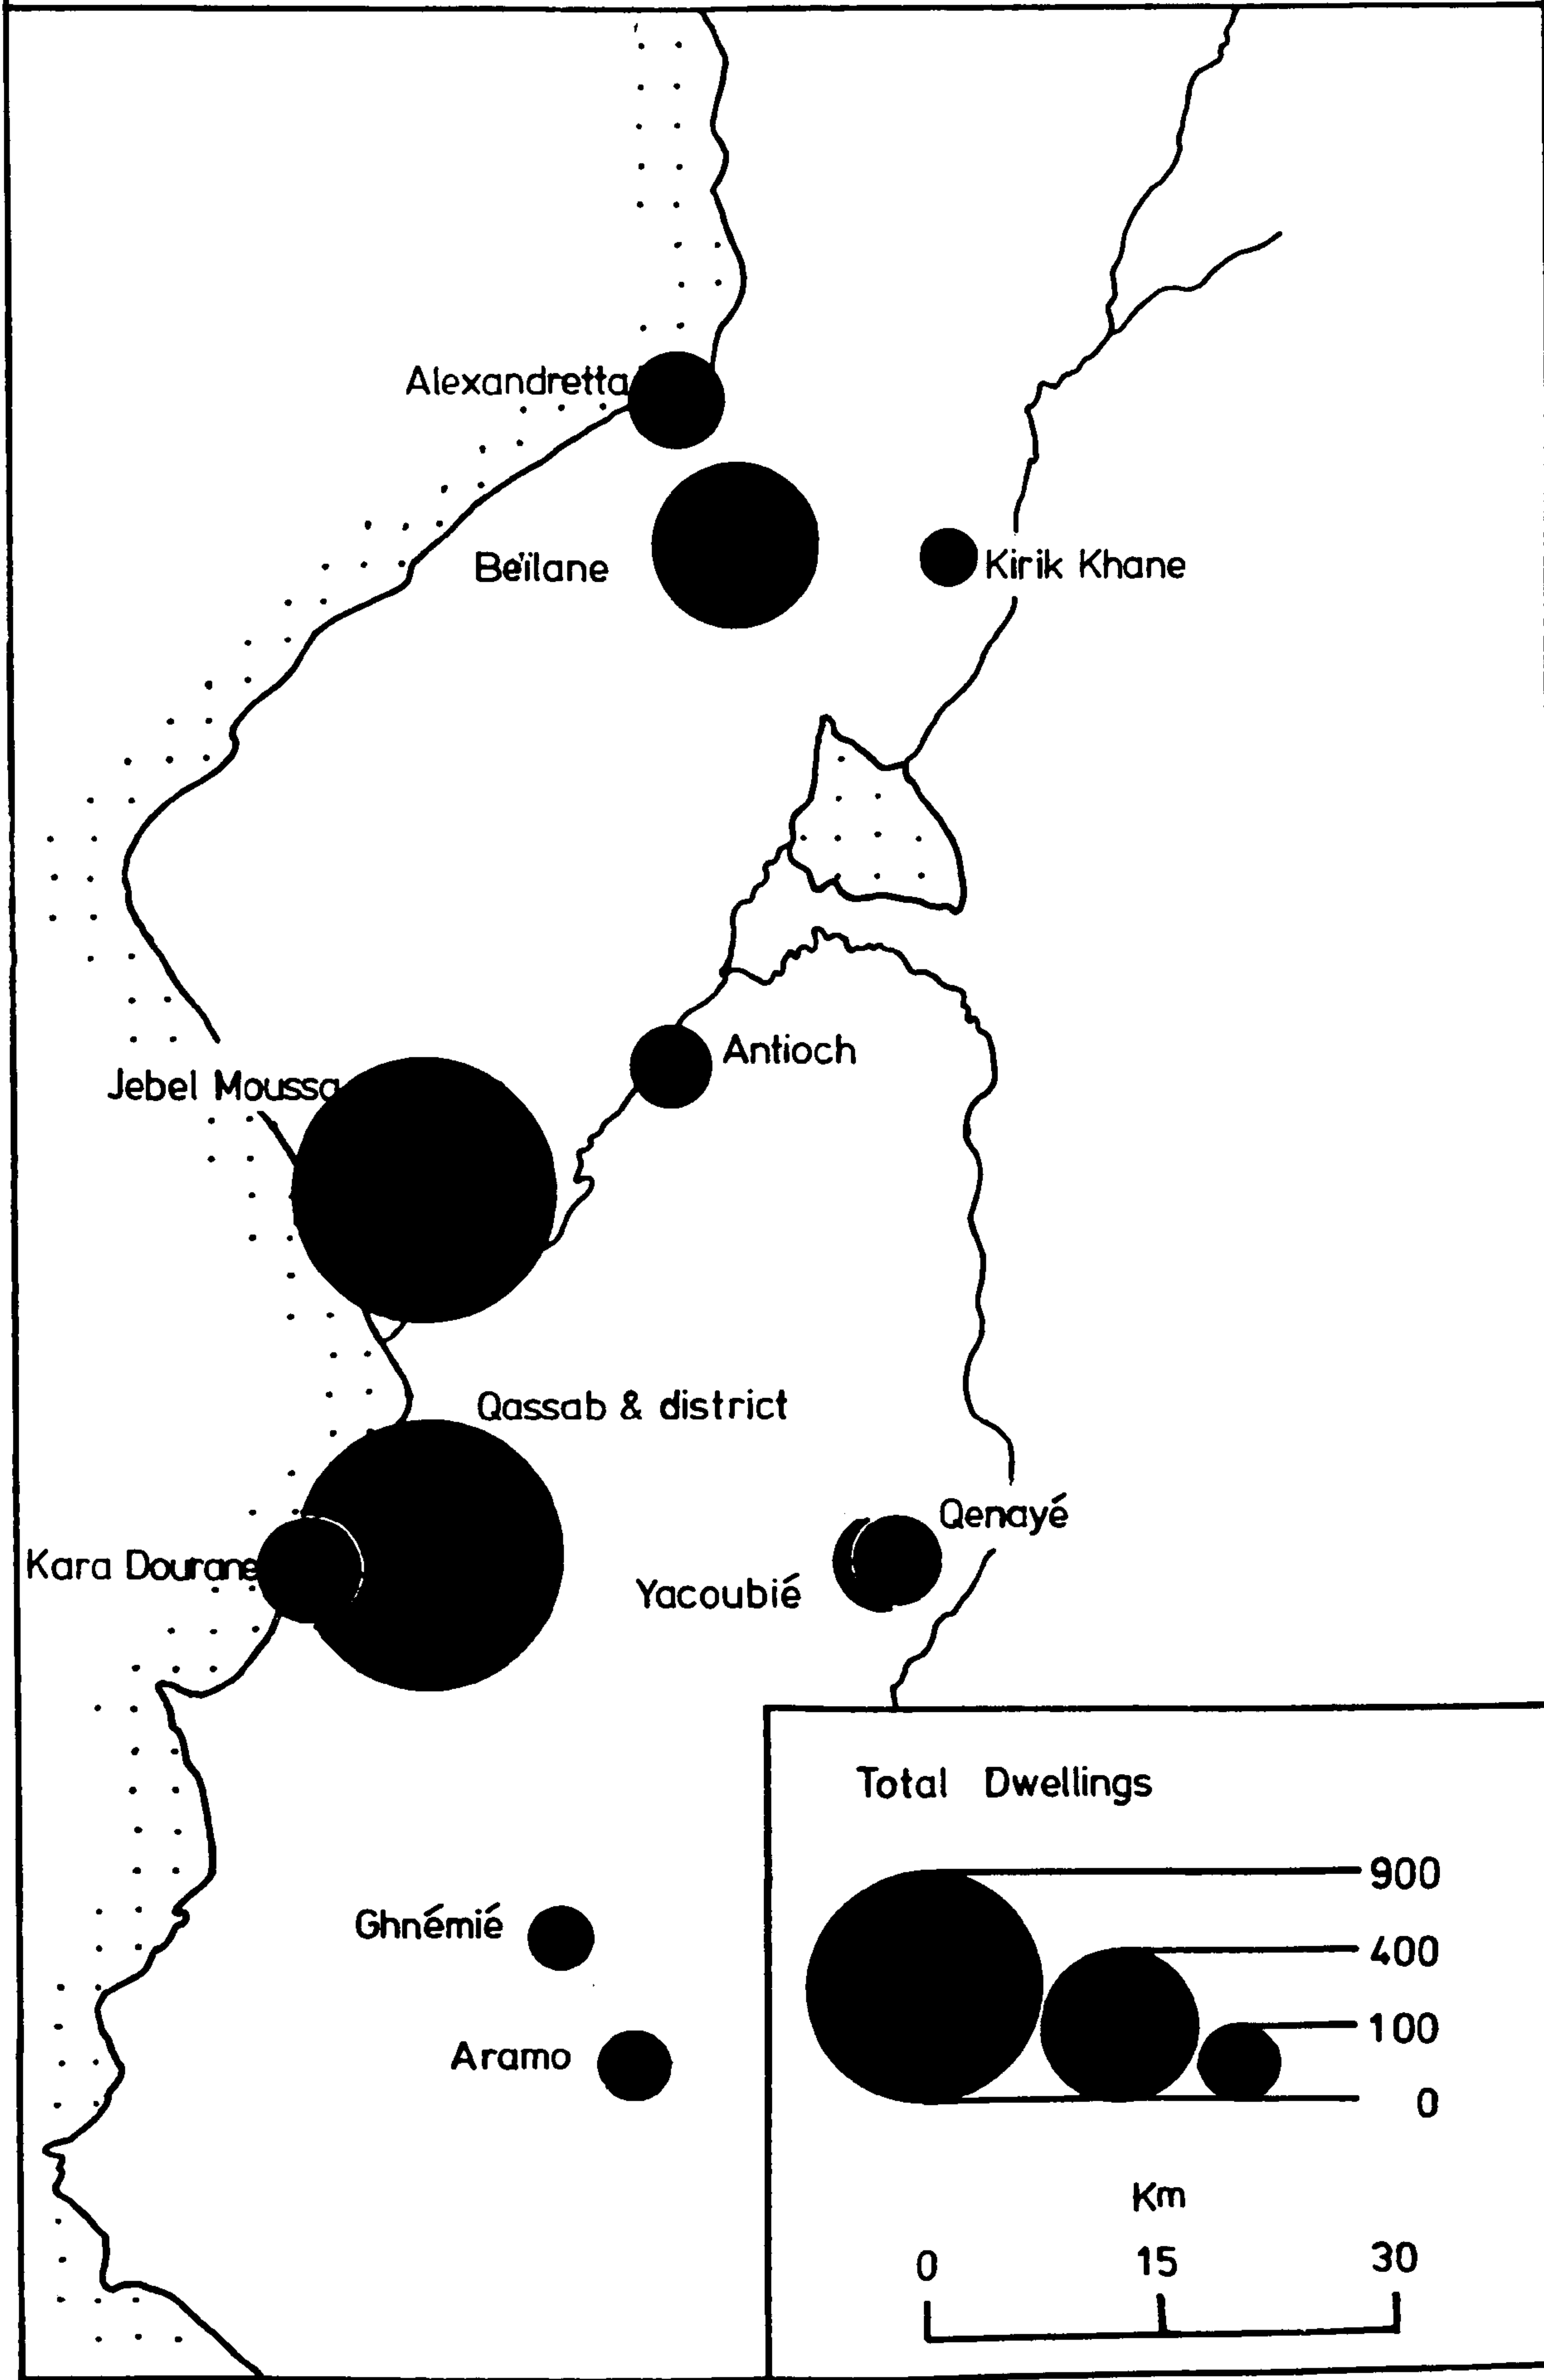 Alexandretta
Beïlane
Kirik Khane
Antioch
Jebel Moussa
Qassab & district
Qenayé
Kara Dourane
Yacoubié
Ghnémié
Aramo
Total Dwellings
900
400
100
0
Km
0 15 30